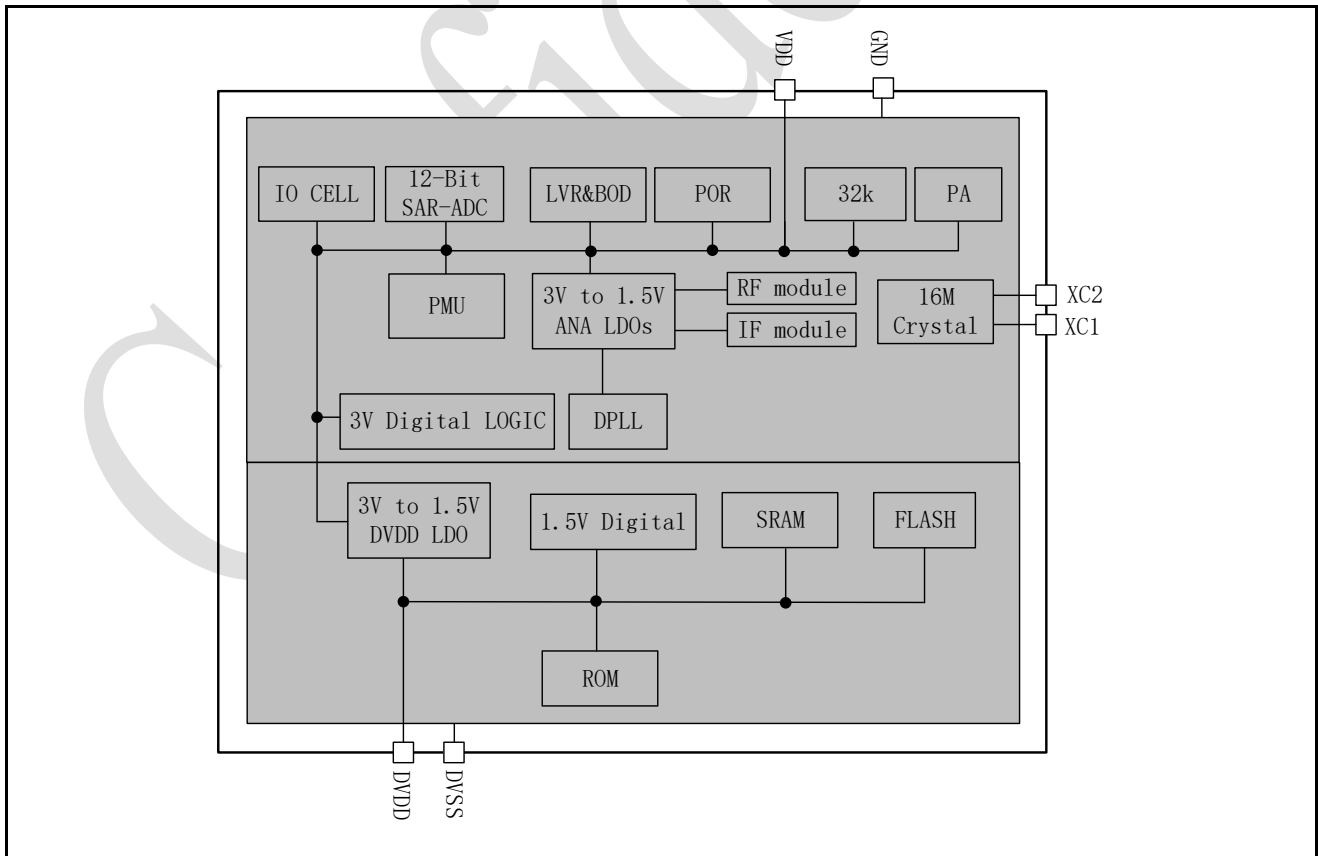 VDD
GND
IO CELL
12-Bit
SAR-ADC
LVR&BOD
POR
32k
PA
PMU
3V to 1.5V
ANA LDOs
RF module
IF module
16M
Crystal
XC2
XC1
3V Digital LOGIC
DPLL
3V to 1.5V
DVDD LDO
1.5V Digital
SRAM
FLASH
ROM
DVDD
DVSS